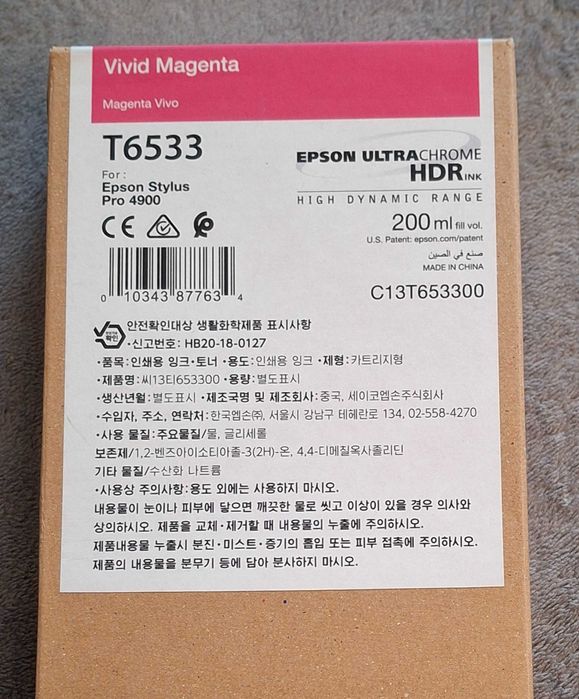 Vivid Magenta
Magenta Vivo
T6533
For :
Epson Stylus
Pro 4900
EPSON ULTRACHROME
HDR INK
HIGH DYNAMIC RANGE
200 ml fill vol.
U.S. Patent: epson.com/patent
صنع في الصين
MADE IN CHINA
C13T653300
CE
0 10343 87763 4
확인
안전확인대상 생활화학제품 표시사항
•신고번호: HB20-18-0127
•품목:인쇄용 잉크•토너 •용도:인쇄용 잉크 •제형:카트리지형
•제품명:씨13티653300 •용량:별도표시
•생산년월:별도표시 •제조국명 및 제조회사:중국, 세이코엡손주식회사
•수입자, 주소, 연락처:한국엡손㈜, 서울시 강남구 테헤란로 134, 02-558-4270
•사용 물질:주요물질/물, 글리세롤
보존제/1,2-벤즈아이소티아졸-3(2H)-온, 4,4-디메질옥사졸리딘
기타 물질/수산화 나트륨
•사용상 주의사항:용도 외에는 사용하지 마시오.
내용물이 눈이나 피부에 닿으면 깨끗한 물로 씻고 이상이 있을 경우 의사와
상의하시오. 제품을 교체•제거할 때 내용물의 누출에 주의하시오.
제품내용물 누출시 분진•미스트•증기의 흡입 또는 피부 접촉에 주의하시오.
제품의 내용물을 분무기 등에 담아 분사하지 마시오.